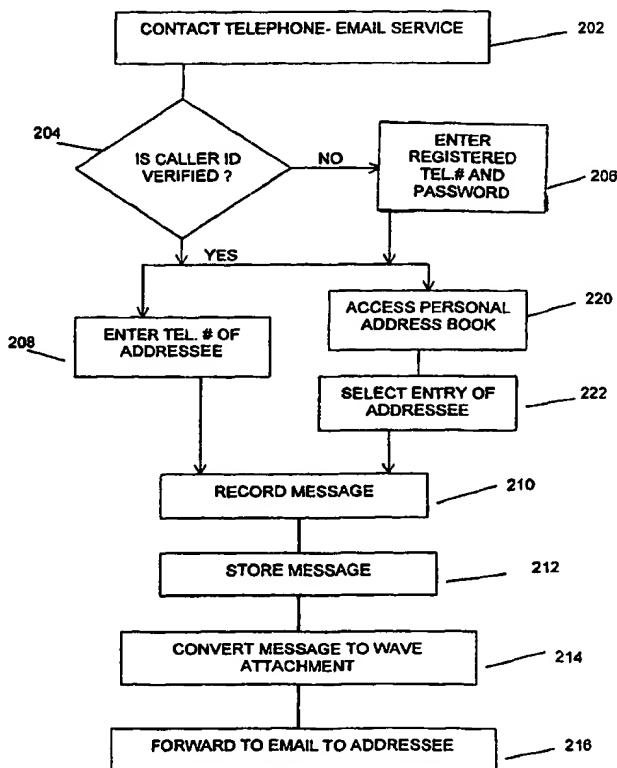 CONTACT TELEPHONE- EMAIL SERVICE
202
204
IS CALLER ID
VERIFIED ?
NO
ENTER
REGISTERED
TEL.# AND
PASSWORD
206
YES
208
ENTER TEL. # OF
ADDRESSEE
ACCESS PERSONAL
ADDRESS BOOK
220
SELECT ENTRY OF
ADDRESSEE
222
RECORD MESSAGE
210
STORE MESSAGE
212
CONVERT MESSAGE TO WAVE
ATTACHMENT
214
FORWARD TO EMAIL TO ADDRESSEE
216